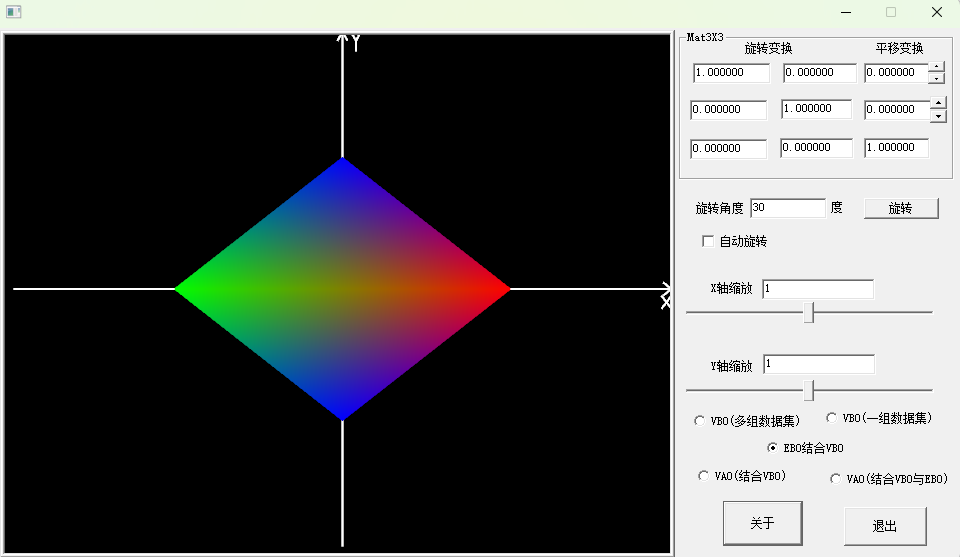 Y
X
Mat3X3
旋转变换 平移变换
1.000000 0.000000 0.000000
0.000000 1.000000 0.000000
0.000000 0.000000 1.000000
旋转角度 30 度 旋转
自动旋转
X轴缩放 1
Y轴缩放 1
VBO(多组数据集) VBO(一组数据集)
EBO结合VBO
VAO(结合VBO) VAO(结合VBO与EBO)
关于 退出